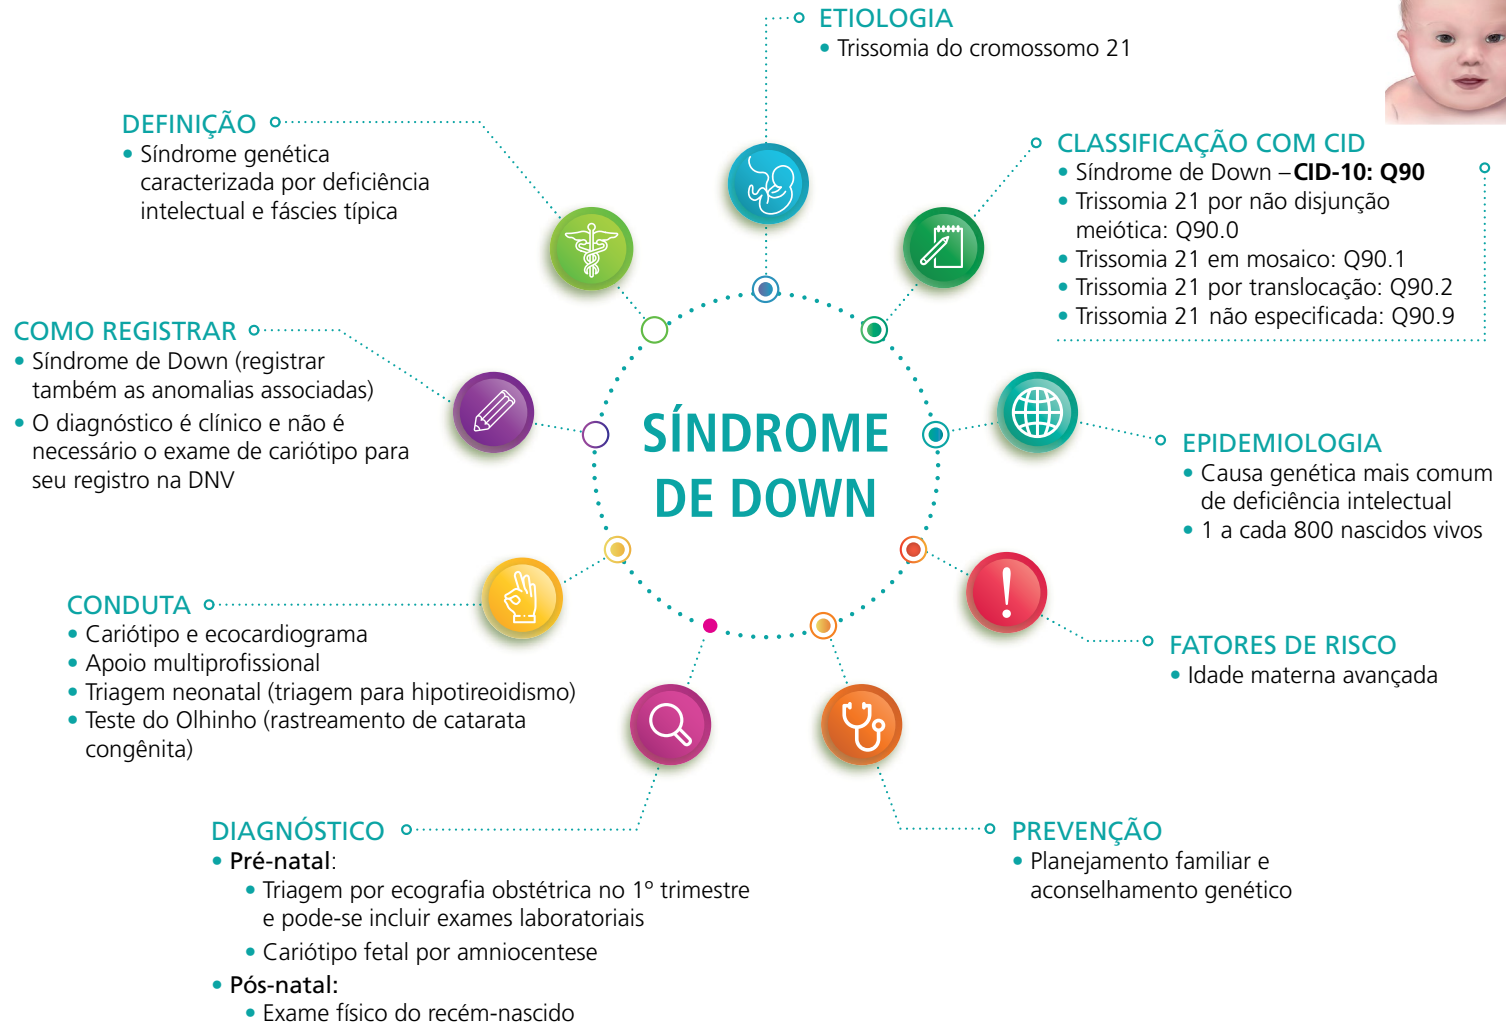 ETIOLOGIA
• Trissomia do cromossomo 21
DEFINIÇÃO
• Síndrome genética
caracterizada por deficiência
intelectual e fáscies típica
CLASSIFICAÇÃO COM CID
• Síndrome de Down –CID-10: Q90
• Trissomia 21 por não disjunção
meiótica: Q90.0
• Trissomia 21 em mosaico: Q90.1
• Trissomia 21 por translocação: Q90.2
• Trissomia 21 não especificada: Q90.9
COMO REGISTRAR
• Síndrome de Down (registrar
também as anomalias associadas)
• O diagnóstico é clínico e não é
necessário o exame de cariótipo para
seu registro na DNV
SÍNDROME
DE DOWN
EPIDEMIOLOGIA
• Causa genética mais comum
de deficiência intelectual
• 1 a cada 800 nascidos vivos
CONDUTA
• Cariótipo e ecocardiograma
• Apoio multiprofissional
• Triagem neonatal (triagem para hipotireoidismo)
• Teste do Olhinho (rastreamento de catarata
congênita)
FATORES DE RISCO
• Idade materna avançada
DIAGNÓSTICO
• Pré-natal:
• Triagem por ecografia obstétrica no 1º trimestre
e pode-se incluir exames laboratoriais
• Cariótipo fetal por amniocentese
• Pós-natal:
• Exame físico do recém-nascido
PREVENÇÃO
• Planejamento familiar e
aconselhamento genético